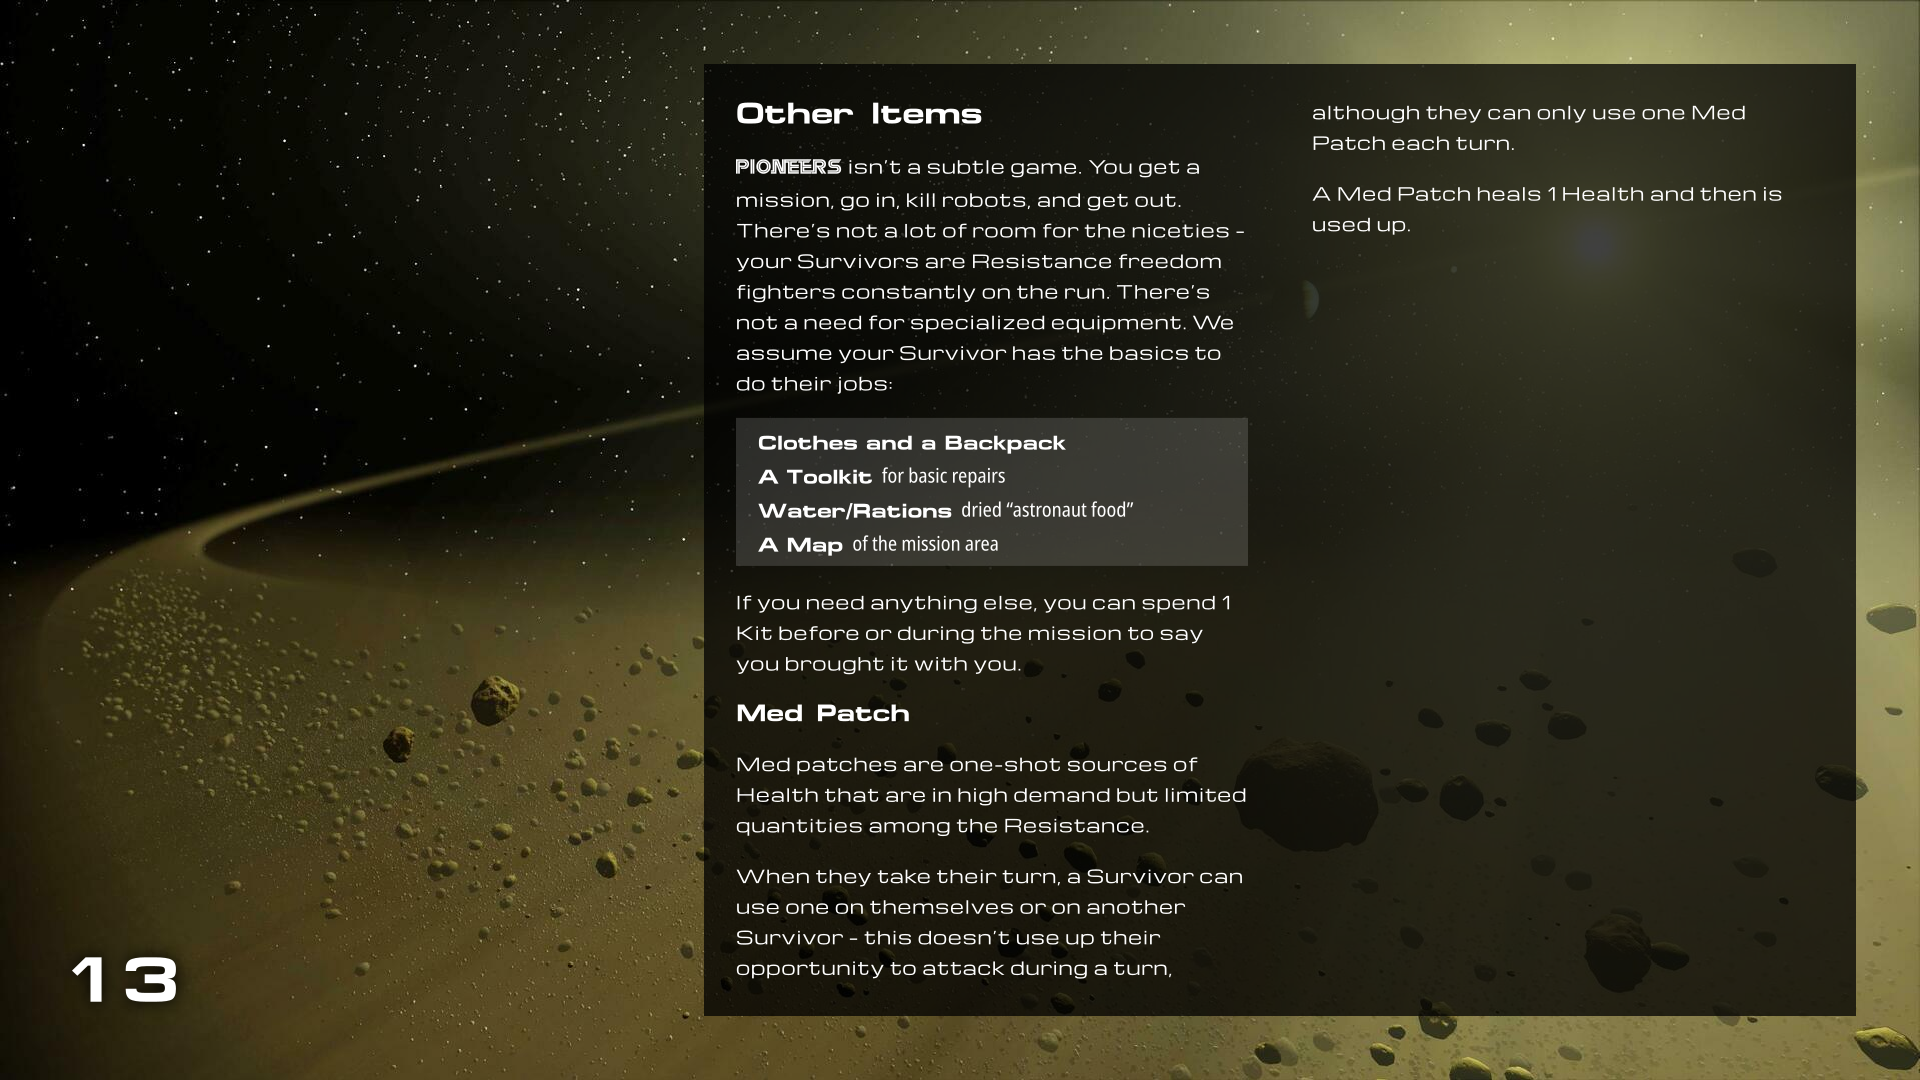 Other Items
PIONEERS isn't a subtle game. You get a
mission, go in, kill robots, and get out.
There's not a lot of room for the niceties -
your Survivors are Resistance freedom
fighters constantly on the run. There's
not a need for specialized equipment. We
assume your Survivor has the basics to
do their jobs:
Clothes and a Backpack
A Toolkit for basic repairs
Water/Rations dried “astronaut food”
A Map of the mission area
If you need anything else, you can spend 1
Kit before or during the mission to say
you brought it with you.
Med Patch
Med patches are one-shot sources of
Health that are in high demand but limited
quantities among the Resistance.
When they take their turn, a Survivor can
use one on themselves or on another
Survivor - this doesn't use up their
opportunity to attack during a turn,
although they can only use one Med
Patch each turn.
A Med Patch heals 1 Health and then is
used up.
13